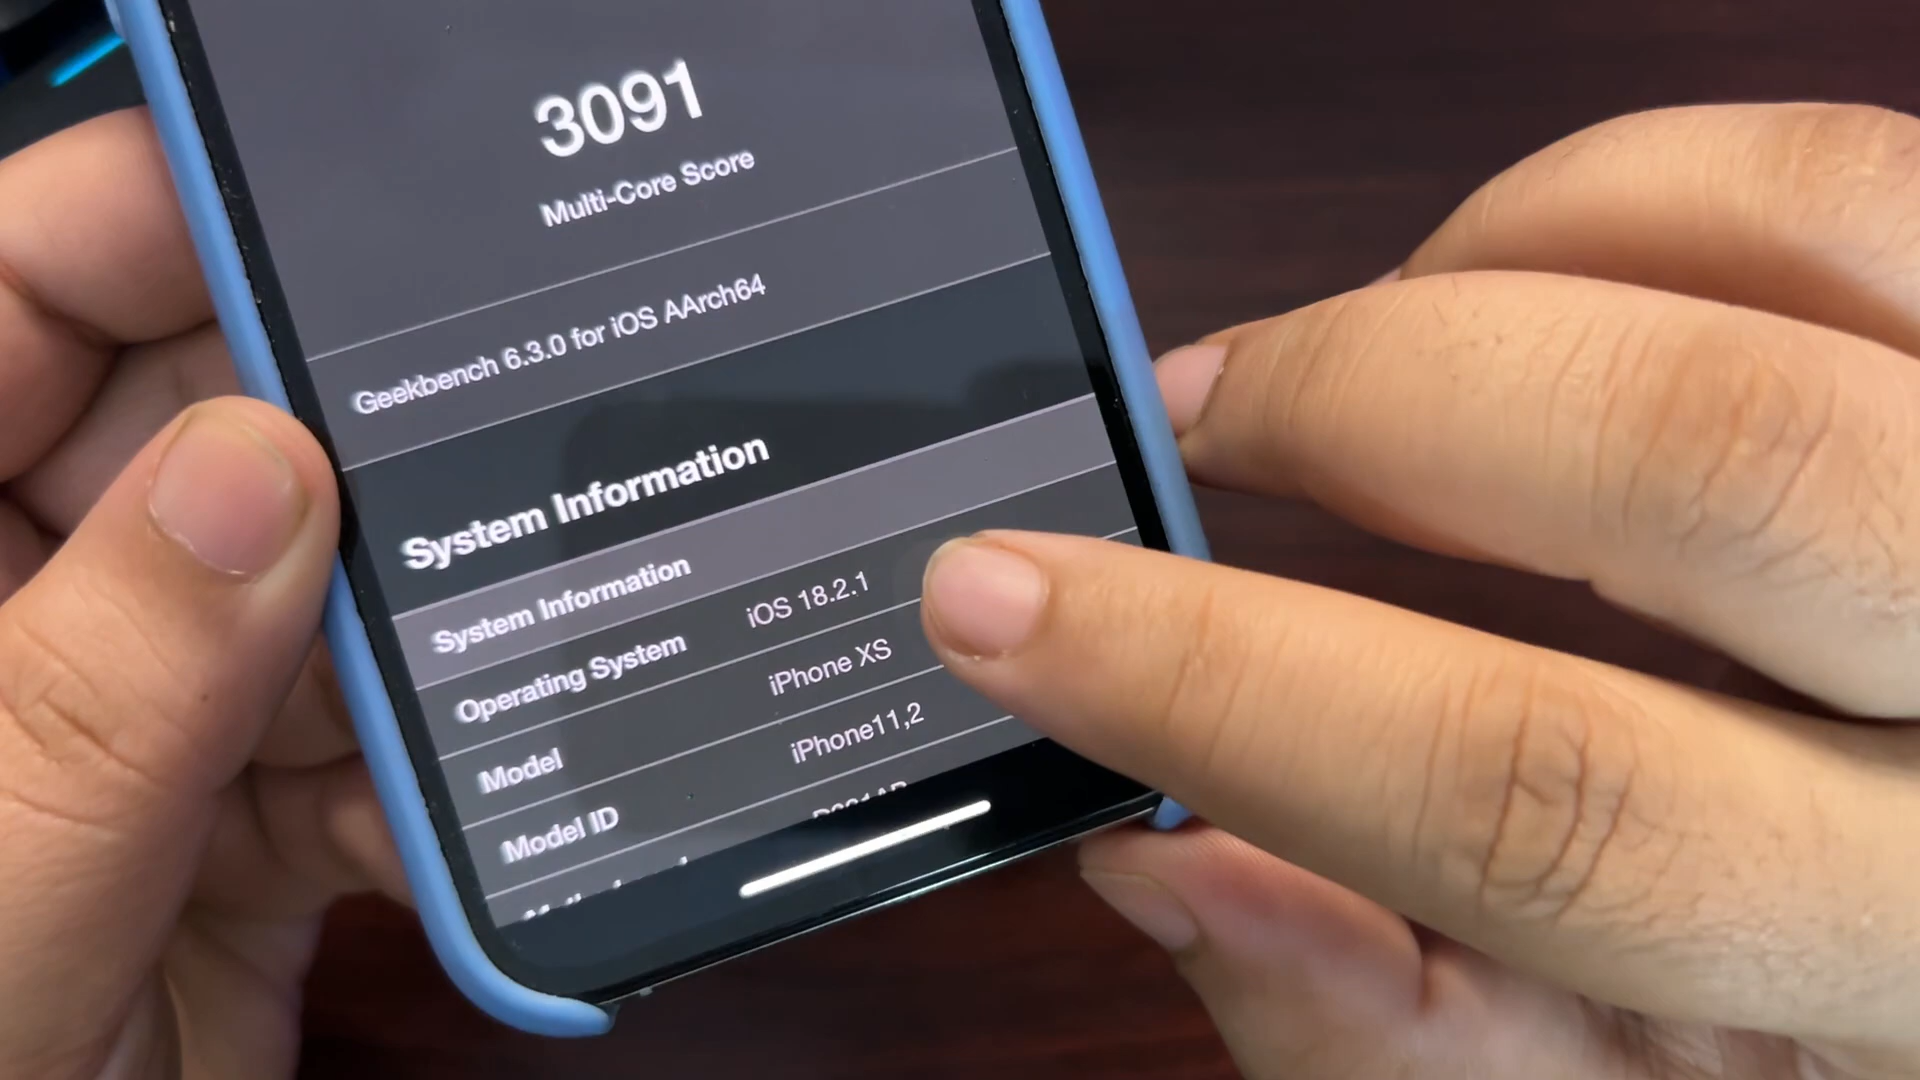 3091
Multi-Core Score
Geekbench 6.3.0 for iOS AArch64
System Information
System Information
Operating System iOS 18.2.1
Model iPhone XS
Model ID iPhone11,2